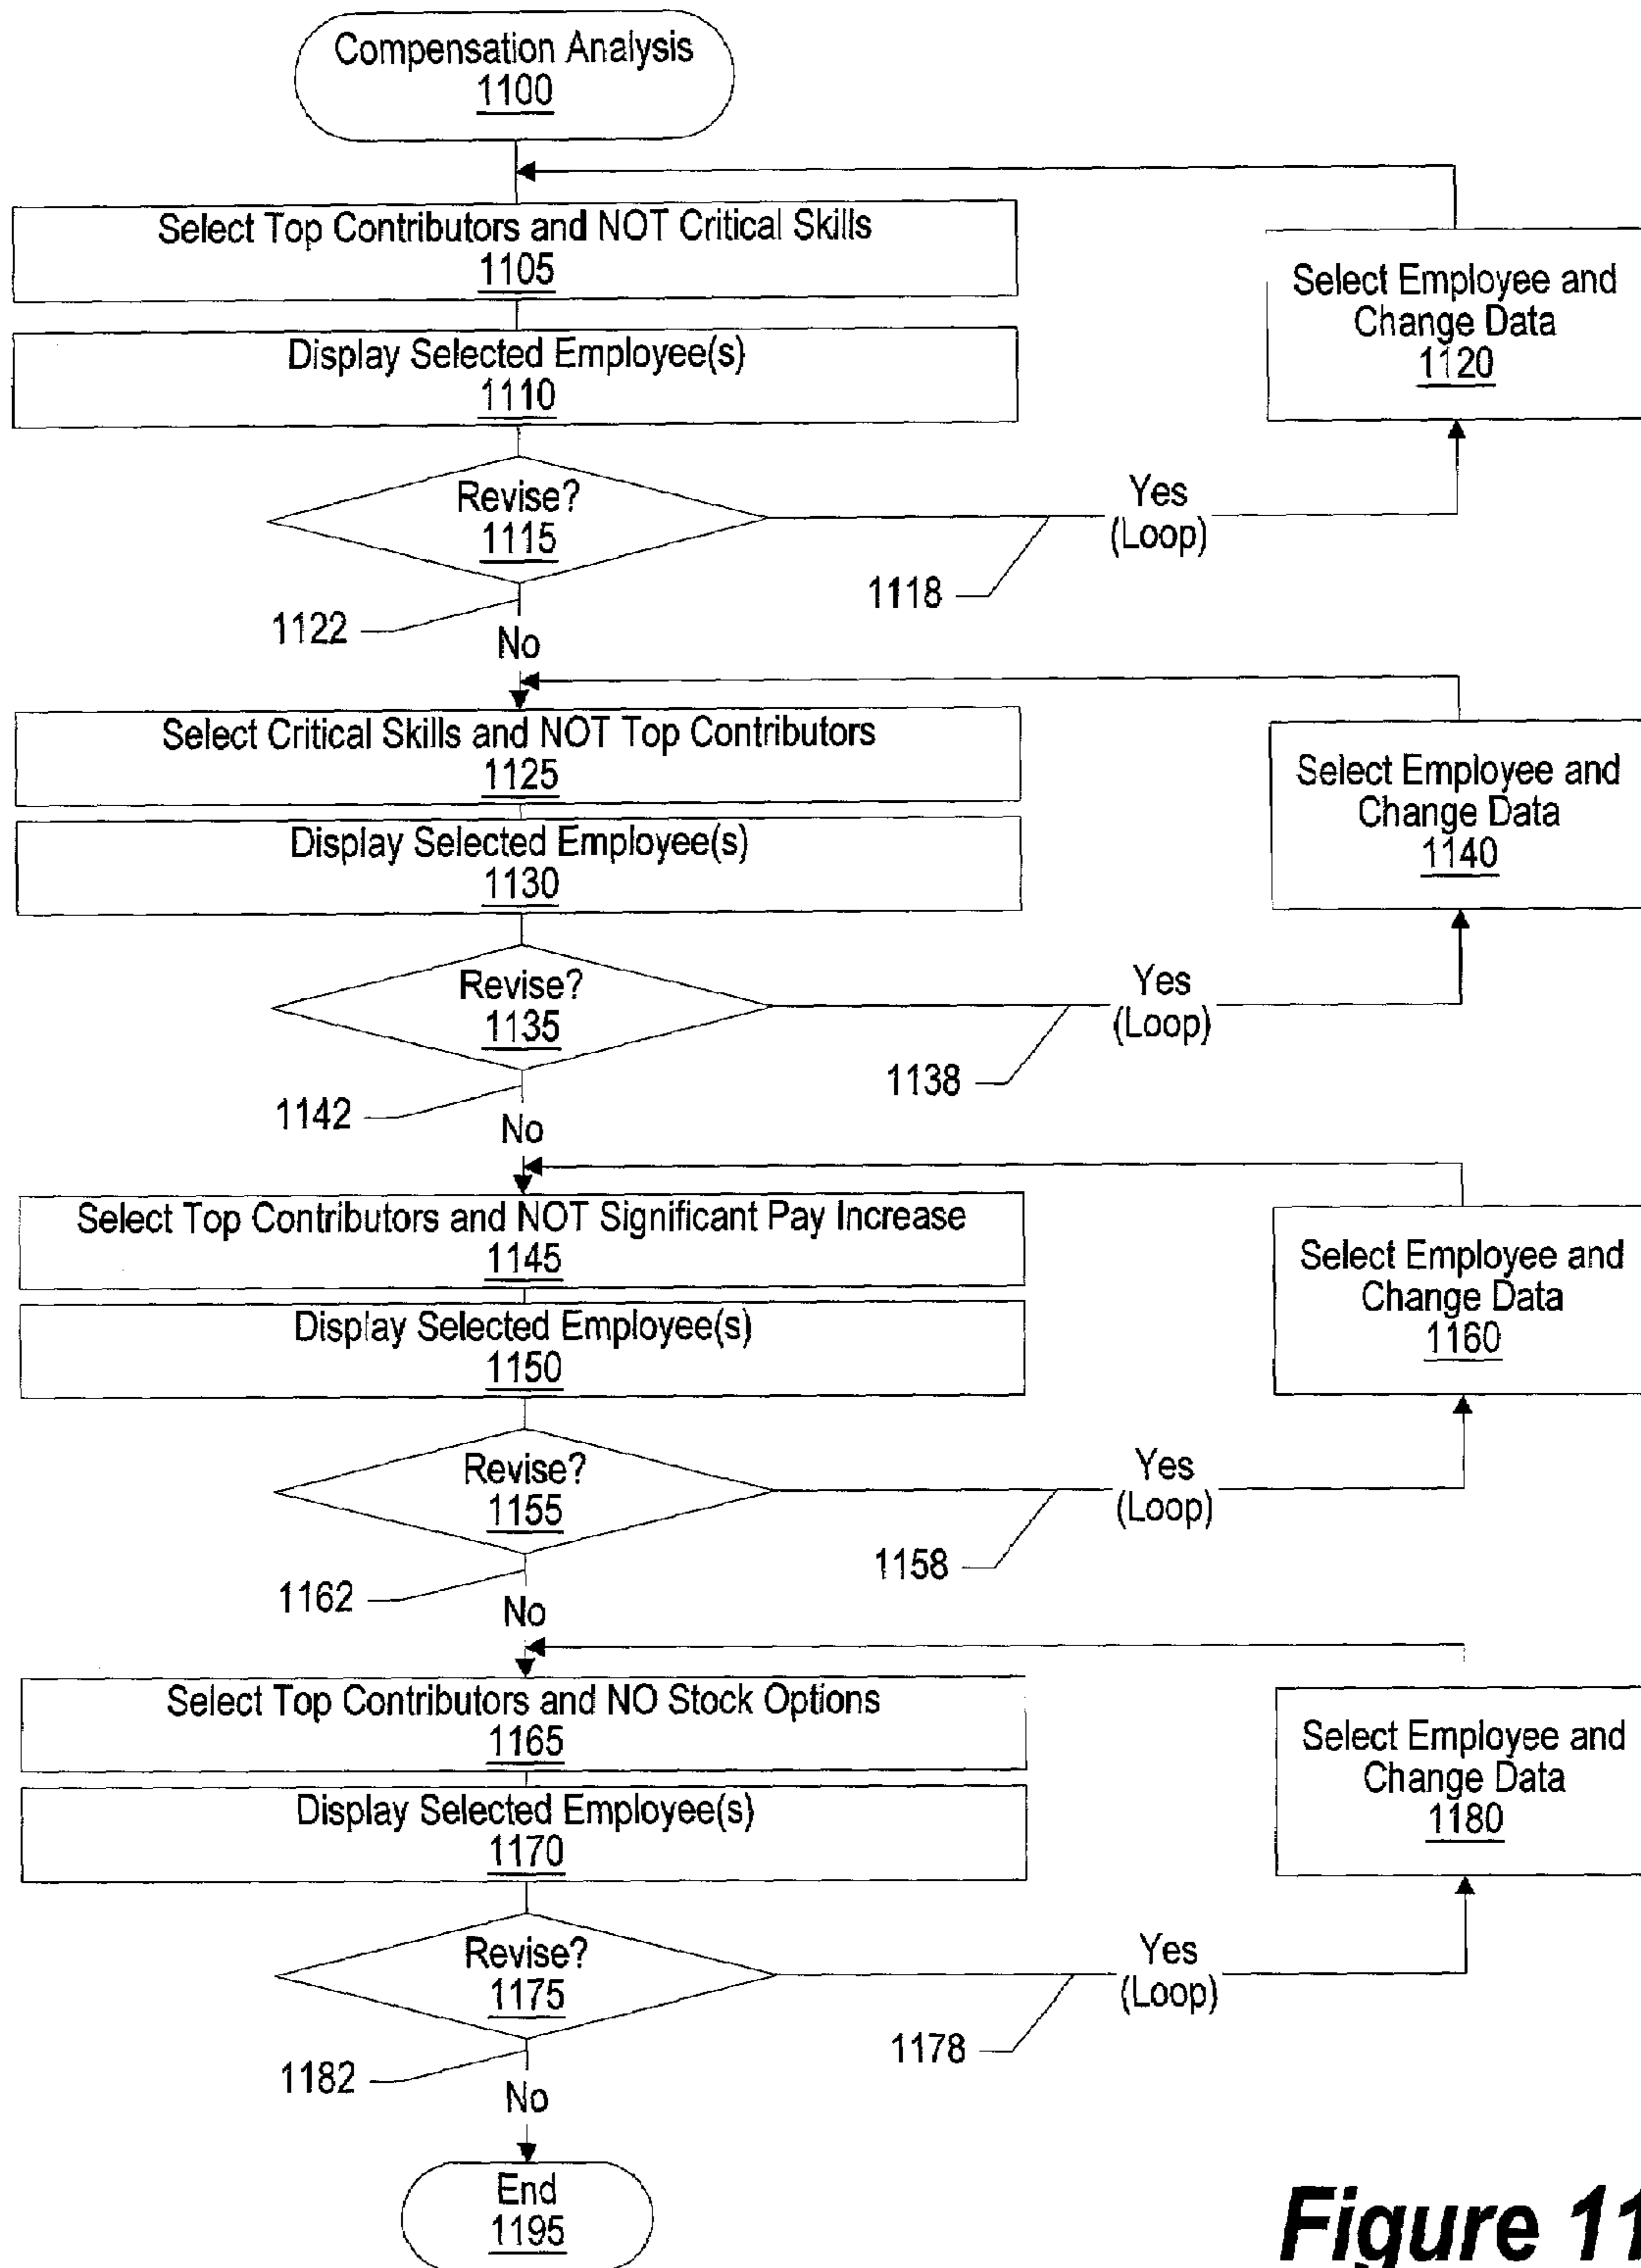 Compensation Analysis
1100
Select Top Contributors and NOT Critical Skills
1105
Select Employee and
Change Data
1120
Display Selected Employee(s)
1110
Revise?
1115
Yes
(Loop)
1118
1122
No
Select Critical Skills and NOT Top Contributors
1125
Select Employee and
Change Data
1140
Display Selected Employee(s)
1130
Revise?
1135
Yes
(Loop)
1138
1142
No
Select Top Contributors and NOT Significant Pay Increase
1145
Select Employee and
Change Data
1160
Display Selected Employee(s)
1150
Revise?
1155
Yes
(Loop)
1158
1162
No
Select Top Contributors and NO Stock Options
1165
Select Employee and
Change Data
1180
Display Selected Employee(s)
1170
Revise?
1175
Yes
(Loop)
1178
1182
No
End
1195
Figure 11